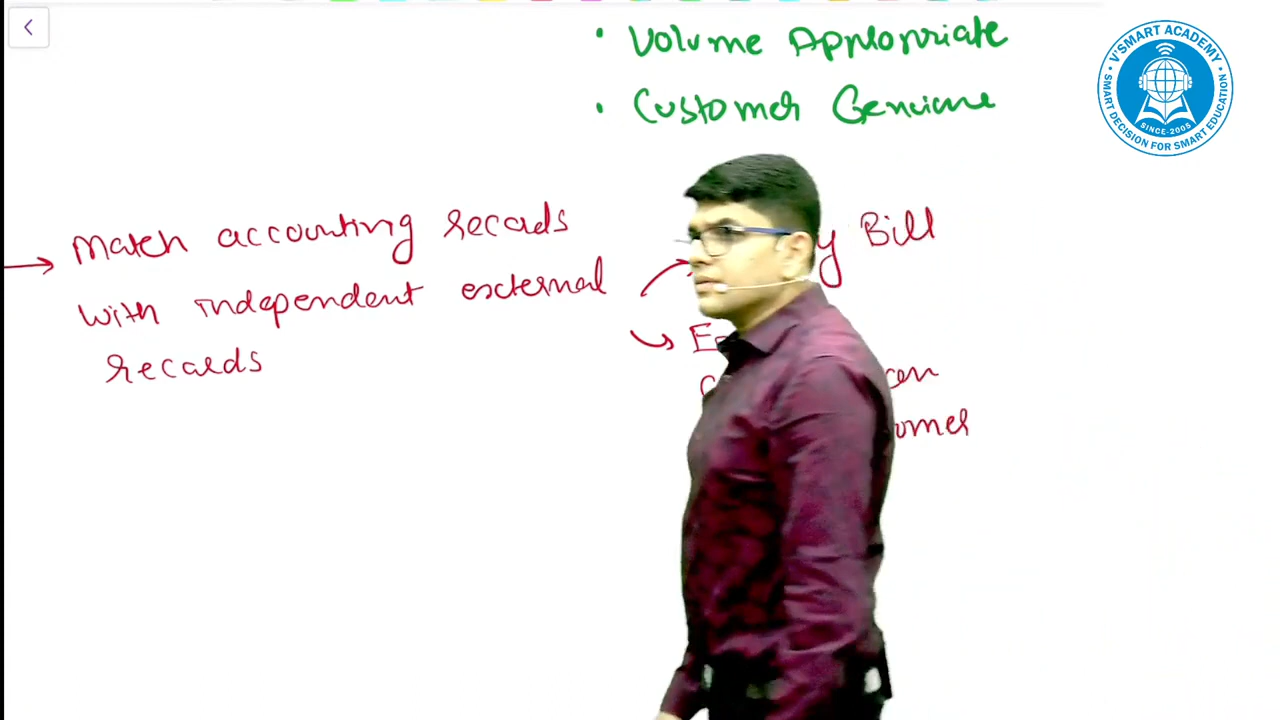 • Volume Appropriate
• Customer Genuine
V'SMART ACADEMY
SMART DECISION FOR SMART EDUCATION
SINCE-2005
→ Match accounting records
with independent external
records
y Bill